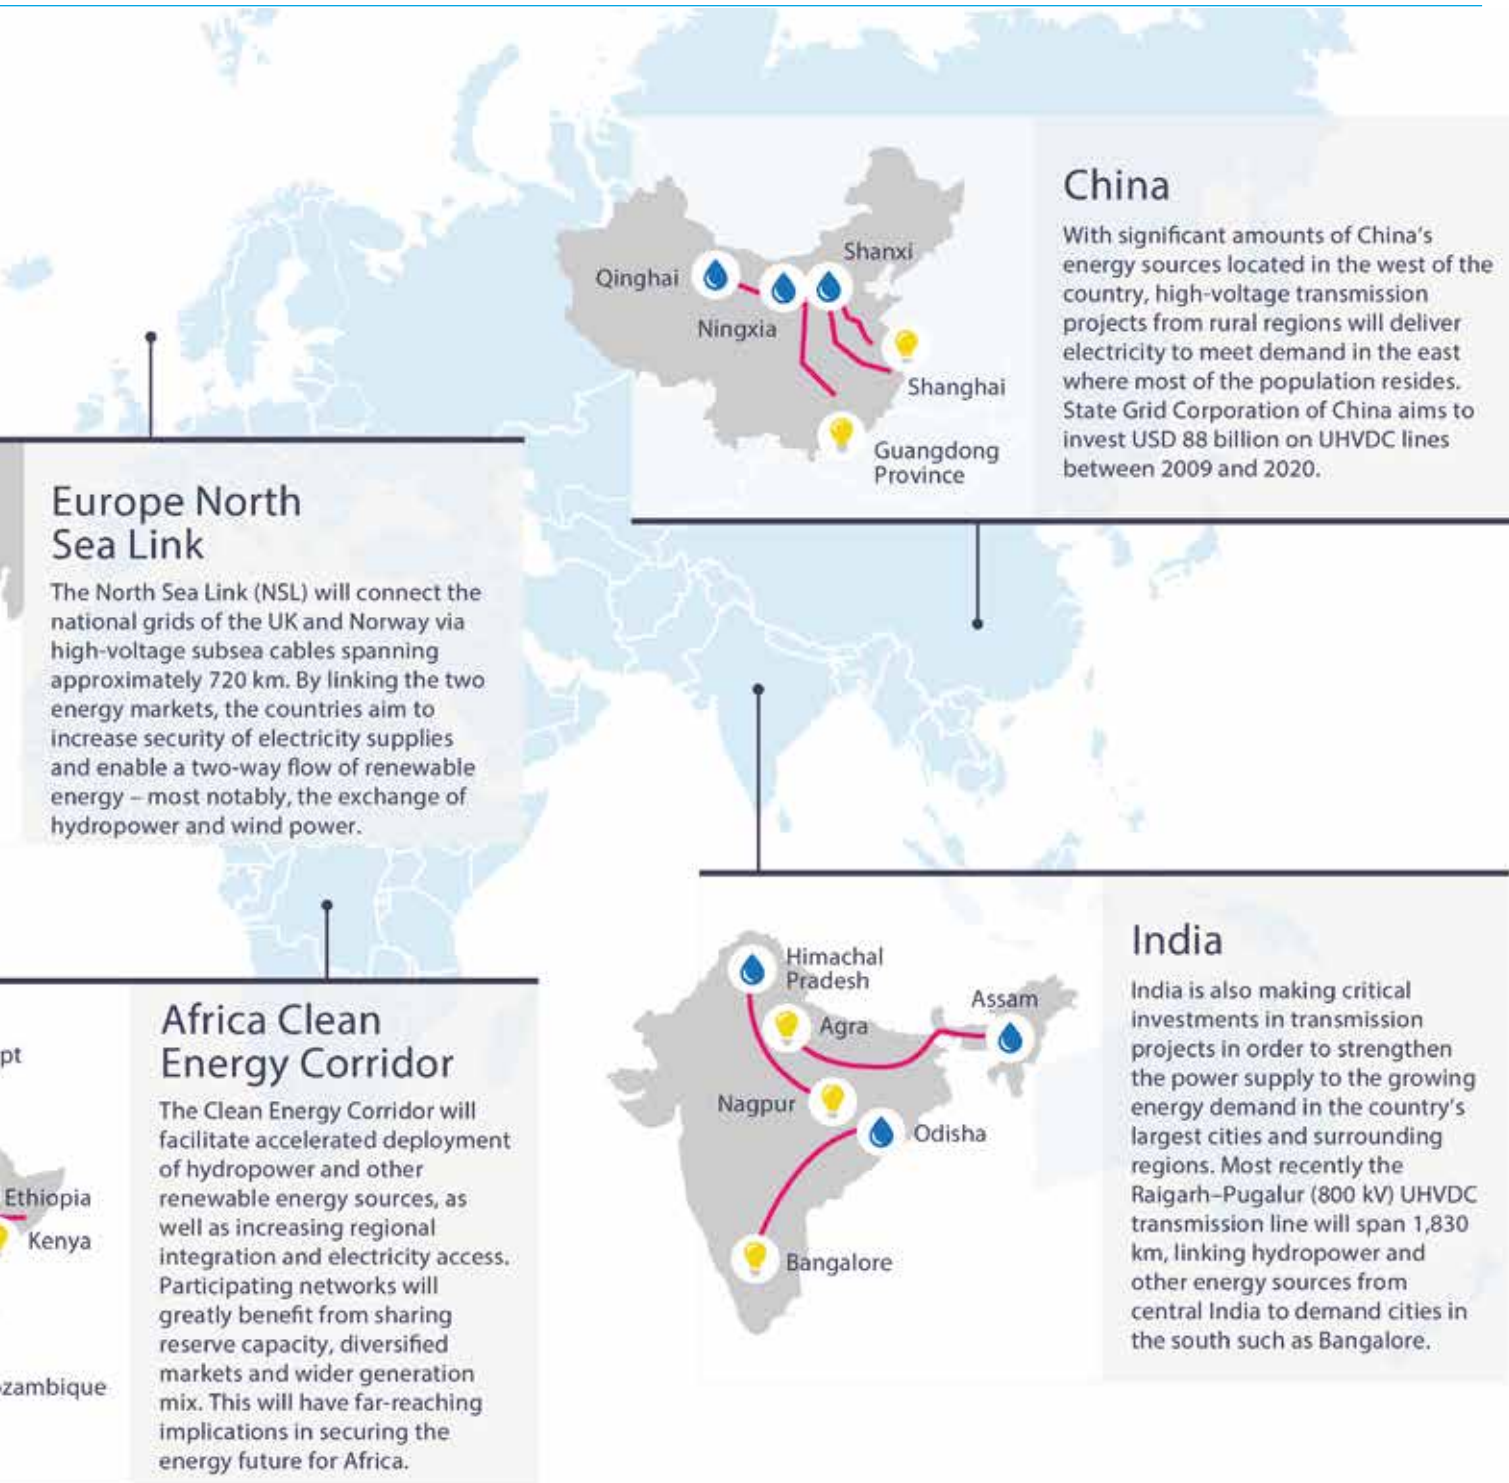 China
With significant amounts of China's
energy sources located in the west of the
country, high-voltage transmission
projects from rural regions will deliver
electricity to meet demand in the east
where most of the population resides.
State Grid Corporation of China aims to
invest USD 88 billion on UHVDC lines
between 2009 and 2020.
Shanxi
Qinghai
Ningxia
Shanghai
Guangdong
Province
Europe North
Sea Link
The North Sea Link (NSL) will connect the
national grids of the UK and Norway via
high-voltage subsea cables spanning
approximately 720 km. By linking the two
energy markets, the countries aim to
increase security of electricity supplies
and enable a two-way flow of renewable
energy – most notably, the exchange of
hydropower and wind power.
India
India is also making critical
investments in transmission
projects in order to strengthen
the power supply to the growing
energy demand in the country's
largest cities and surrounding
regions. Most recently the
Raigarh–Pugalur (800 kV) UHVDC
transmission line will span 1,830
km, linking hydropower and
other energy sources from
central India to demand cities in
the south such as Bangalore.
Himachal
Pradesh
Assam
Agra
Nagpur
Odisha
Bangalore
Africa Clean
Energy Corridor
The Clean Energy Corridor will
facilitate accelerated deployment
of hydropower and other
renewable energy sources, as
well as increasing regional
integration and electricity access.
Participating networks will
greatly benefit from sharing
reserve capacity, diversified
markets and wider generation
mix. This will have far-reaching
implications in securing the
energy future for Africa.
pt
Ethiopia
Kenya
ozambique